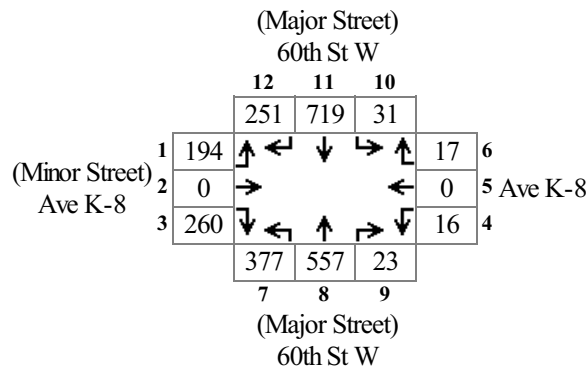 (Major Street)
60th St W
12 11 10
251 719 31
1 194 17 6
(Minor Street)
Ave K-8
2 0 0 5 Ave K-8
3 260 16 4
377 557 23
7 8 9
(Major Street)
60th St W